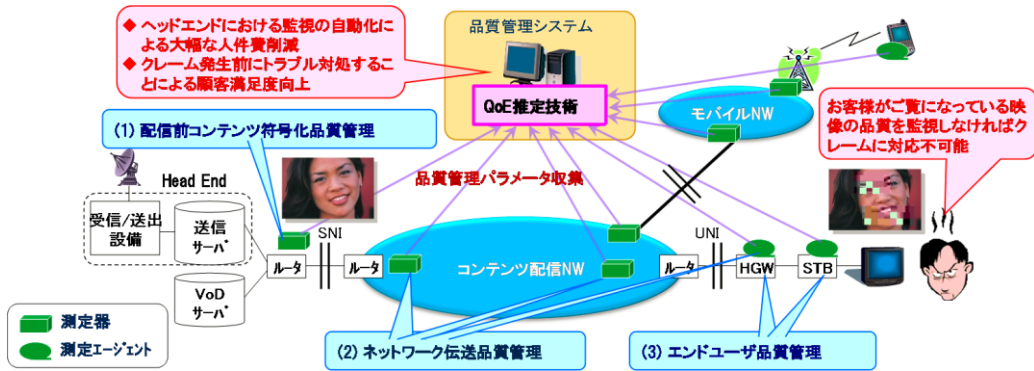 ◆ ヘッドエンドにおける監視の自動化に
よる大幅な人件費削減
◆ クレーム発生前にトラブル対処するこ
とによる顧客満足度向上
品質管理システム
QoE推定技術
モバイルNW
お客様がご覧になっている映
像の品質を監視しなければク
レームに対応不可能
(1) 配信前コンテンツ符号化品質管理
品質管理パラメータ収集
Head End
受信/送出
設備
送信
サーバ
VoD
サーバ
ルータ
SNI
ルータ
コンテンツ配信NW
ルータ
UNI
HGW
STB
測定器
測定エージェント
(2) ネットワーク伝送品質管理
(3) エンドユーザ品質管理